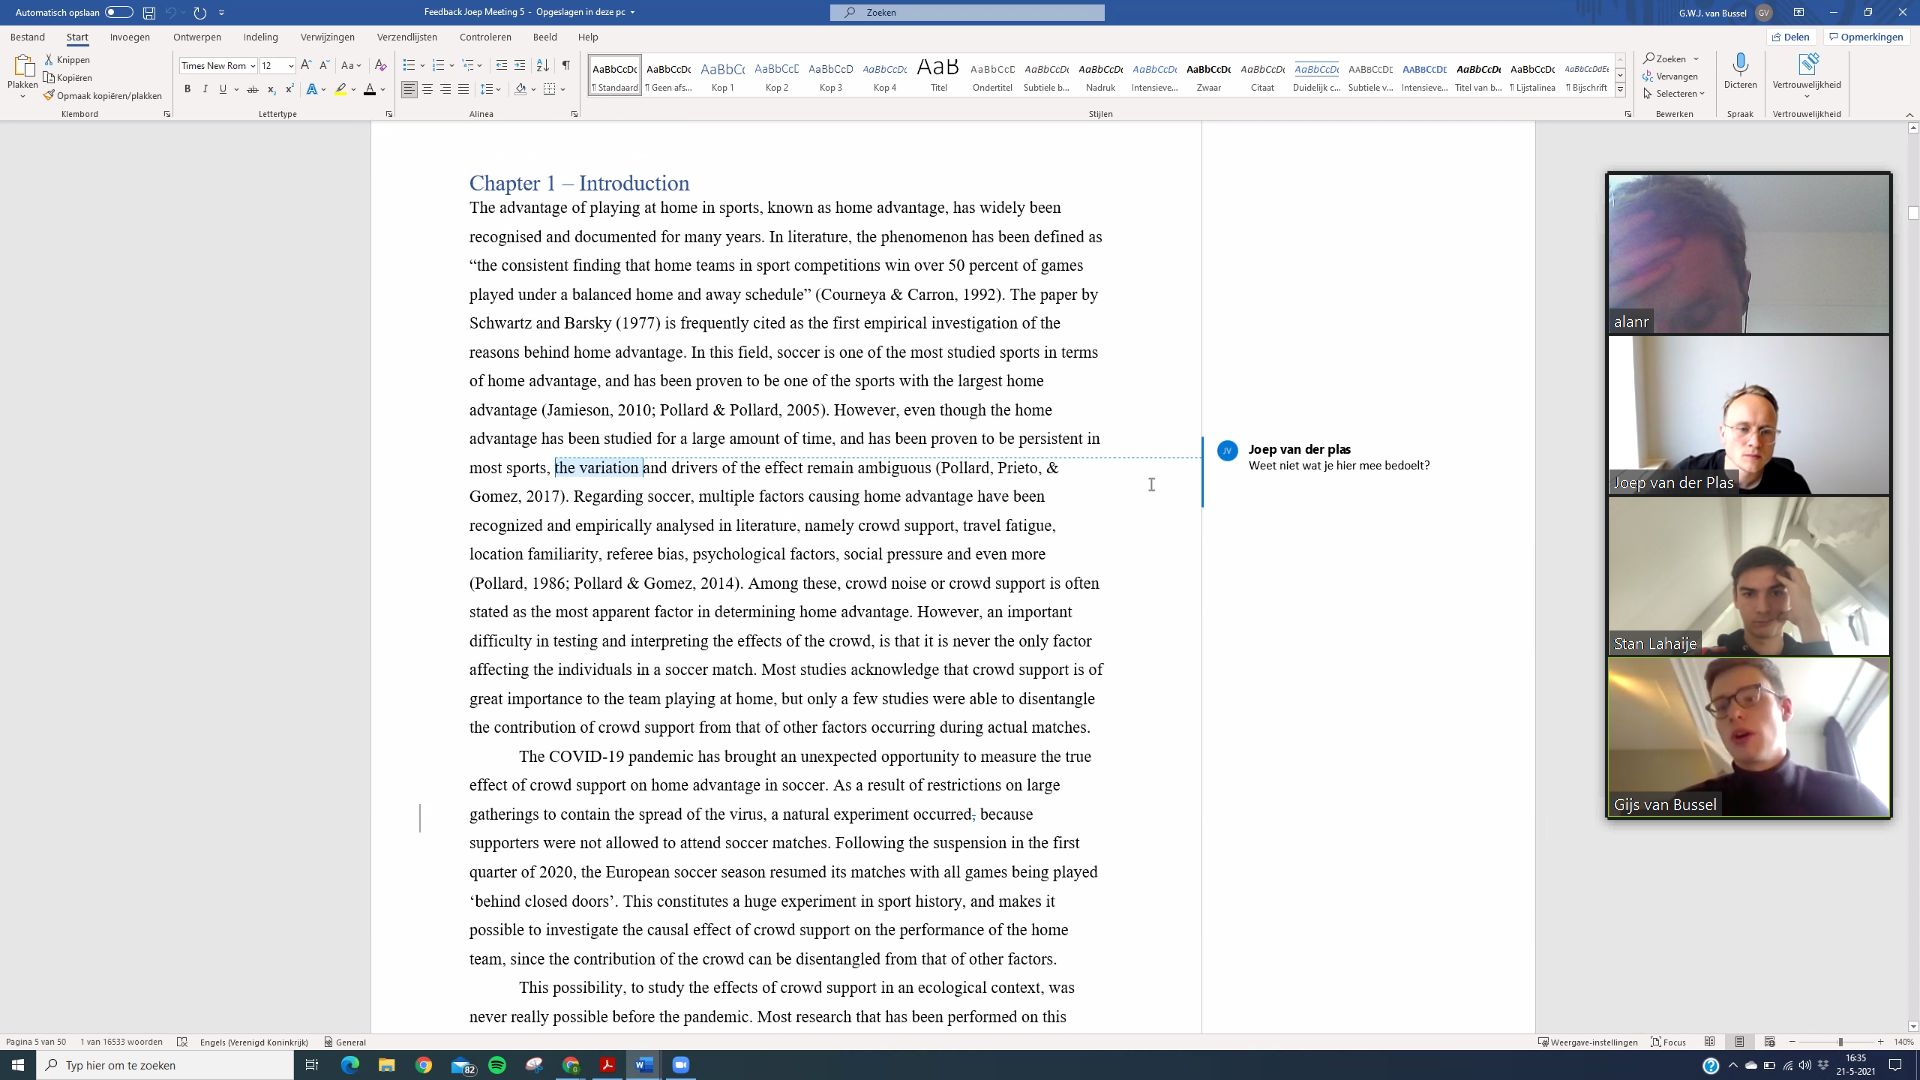 Automatisch opslaan
Feedback Joep Meeting 5 - Opgeslagen in deze pc
Zoeken
G.W.J. van Bussel
GV
Bestand Start Invoegen Ontwerpen Indeling Verwijzingen Verzendlijsten Controleren Beeld Help
Delen Opmerkingen
Plakken
Knippen
Kopiëren
Opmaak kopiëren/plakken
Klembord
Times New Rom 12
Lettertype
Alinea
AaBbCcDc AaBbCcDc AaBbCc AaBbCcD AaBbCcD AaBbCcDc AaB AaBbCcD AaBbCcDc AaBbCcDc AaBbCcDc AaBbCcDc AaBbCcDc AaBbCcDc AaBbCcDc AaBbCcDc AaBbCcDc AaBbCcDc AaBbCcDdEe
¶ Standaard ¶ Geen afs... Kop 1 Kop 2 Kop 3 Kop 4 Titel Ondertitel Subtiele b... Nadruk Intensieve... Zwaar Citaat Duidelijk c... Subtiele v... Intensieve... Titel van b... ¶ Lijstalinea ¶ Bijschrift
Stijlen
Zoeken
Vervangen
Selecteren
Bewerken
Dicteren
Spraak
Vertrouwelijkheid
Vertrouwelijkheid
Chapter 1 – Introduction
The advantage of playing at home in sports, known as home advantage, has widely been
recognised and documented for many years. In literature, the phenomenon has been defined as
“the consistent finding that home teams in sport competitions win over 50 percent of games
played under a balanced home and away schedule” (Courneya & Carron, 1992). The paper by
Schwartz and Barsky (1977) is frequently cited as the first empirical investigation of the
reasons behind home advantage. In this field, soccer is one of the most studied sports in terms
of home advantage, and has been proven to be one of the sports with the largest home
advantage (Jamieson, 2010; Pollard & Pollard, 2005). However, even though the home
advantage has been studied for a large amount of time, and has been proven to be persistent in
most sports, the variation and drivers of the effect remain ambiguous (Pollard, Prieto, &
Gomez, 2017). Regarding soccer, multiple factors causing home advantage have been
recognized and empirically analysed in literature, namely crowd support, travel fatigue,
location familiarity, referee bias, psychological factors, social pressure and even more
(Pollard, 1986; Pollard & Gomez, 2014). Among these, crowd noise or crowd support is often
stated as the most apparent factor in determining home advantage. However, an important
difficulty in testing and interpreting the effects of the crowd, is that it is never the only factor
affecting the individuals in a soccer match. Most studies acknowledge that crowd support is of
great importance to the team playing at home, but only a few studies were able to disentangle
the contribution of crowd support from that of other factors occurring during actual matches.
The COVID-19 pandemic has brought an unexpected opportunity to measure the true
effect of crowd support on home advantage in soccer. As a result of restrictions on large
gatherings to contain the spread of the virus, a natural experiment occurred, because
supporters were not allowed to attend soccer matches. Following the suspension in the first
quarter of 2020, the European soccer season resumed its matches with all games being played
‘behind closed doors’. This constitutes a huge experiment in sport history, and makes it
possible to investigate the causal effect of crowd support on the performance of the home
team, since the contribution of the crowd can be disentangled from that of other factors.
This possibility, to study the effects of crowd support in an ecological context, was
never really possible before the pandemic. Most research that has been performed on this
JV
Joep van der plas
Weet niet wat je hier mee bedoelt?
alanr
Joep van der Plas
Stan Lahaije
Gijs van Bussel
Pagina 5 van 50 1 van 16533 woorden Engels (Verenigd Koninkrijk) General
Weergave-instellingen Focus 140%
Typ hier om te zoeken
82
16:35
21-5-2021